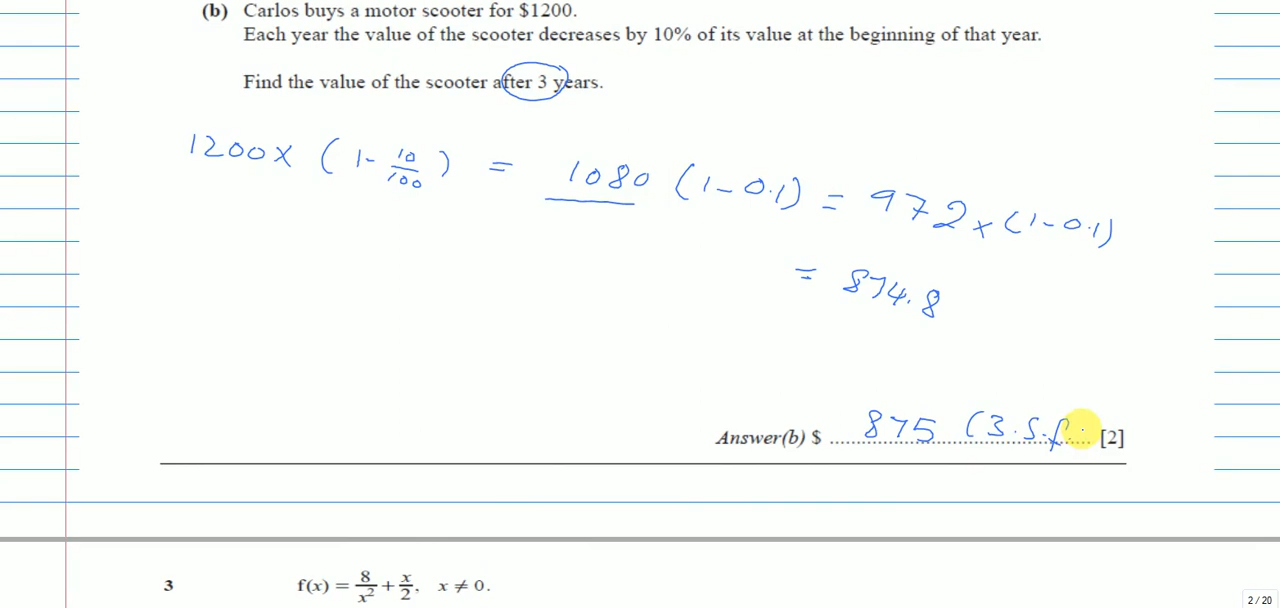 (b) Carlos buys a motor scooter for $1200.
Each year the value of the scooter decreases by 10% of its value at the beginning of that year.
Find the value of the scooter after 3 years.
1200 × (1 - 10/100) = 1080 (1 - 0.1) = 972 × (1 - 0.1)
= 874.8
Answer(b) $ 875 (3.s.f. [2]
3 f(x) = 8/x² + x/2, x ≠ 0.
2 / 20